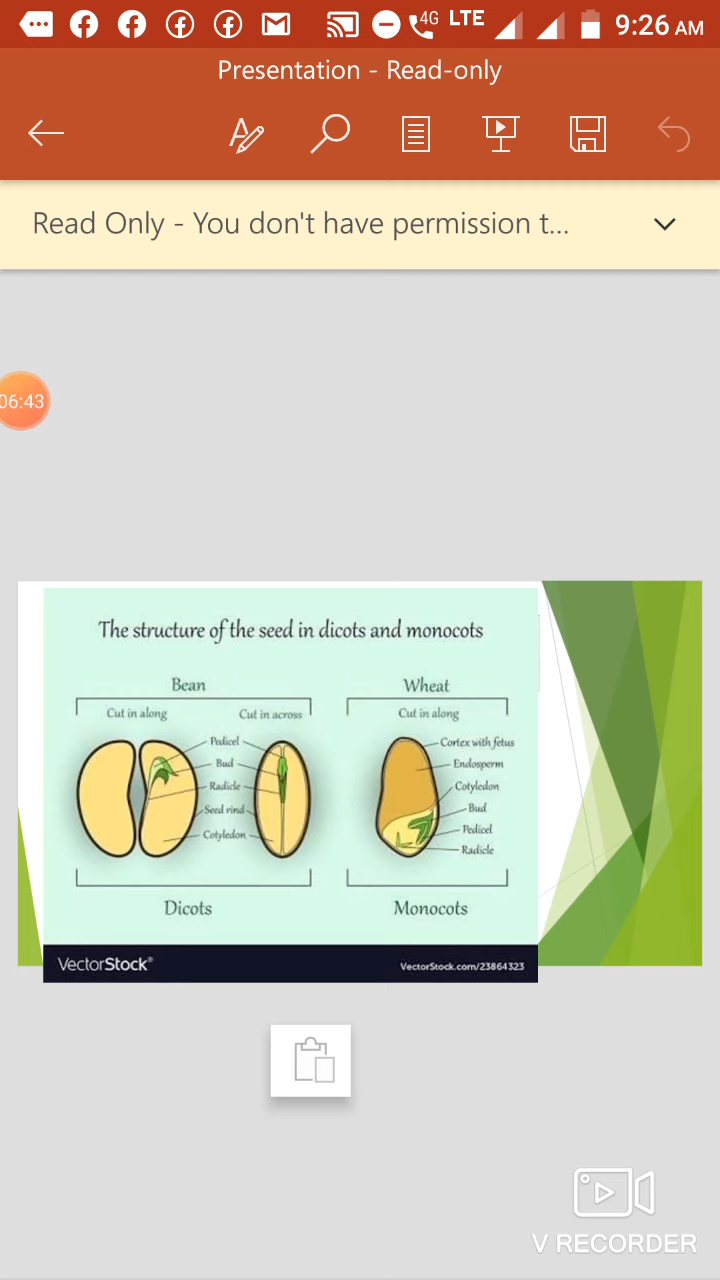 4G LTE 9:26 AM
Presentation - Read-only
Read Only - You don't have permission t...
06:43
The structure of the seed in dicots and monocots
Bean
Wheat
Cut in along
Cut in across
Cut in along
Pedicel
Bud
Radicle
Seed rind
Cotyledon
Cortex with fetus
Endosperm
Cotyledon
Bud
Pedicel
Radicle
Dicots
Monocots
VectorStock®
VectorStock.com/23864323
V RECORDER